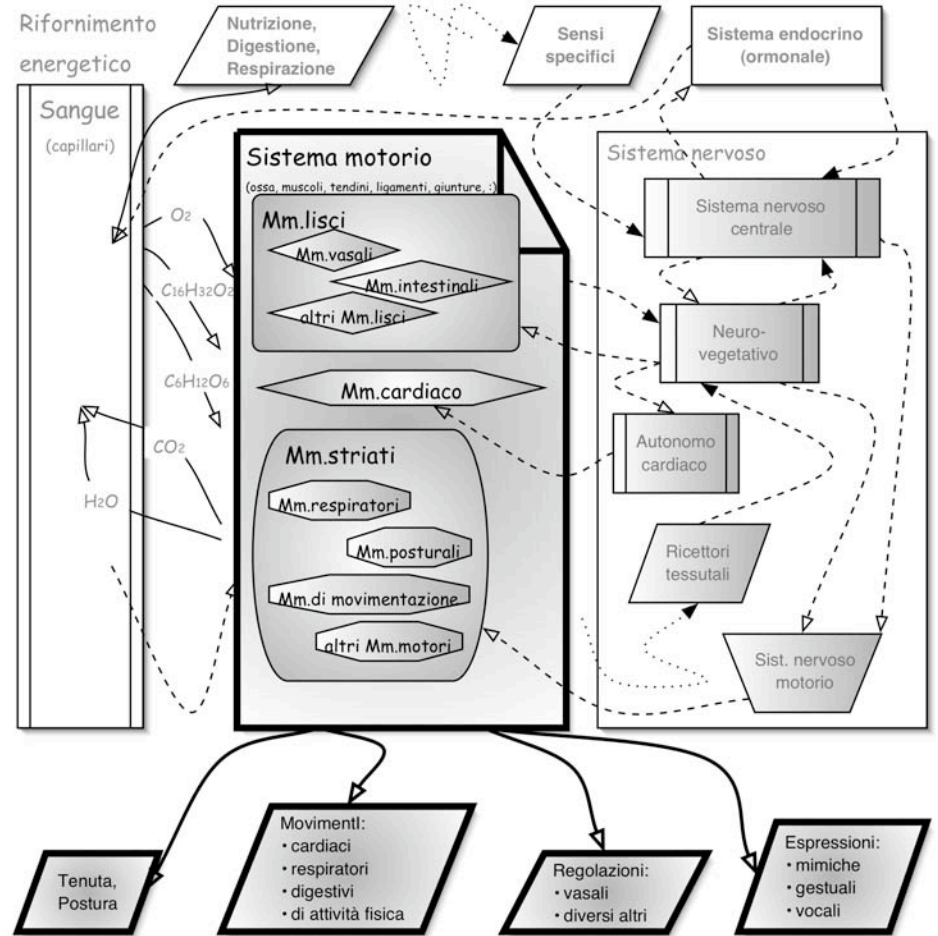 Rifornimento
energetico
Nutrizione,
Digestione,
Respirazione
Sensi
specifici
Sistema endocrino
(ormonale)
Sangue
(capillari)
Sistema motorio
(ossa, muscoli, tendini, ligamenti, giunture, :)
Mm.lisci
Mm.vasali
Mm.intestinali
altri Mm.lisci
Mm.cardiaco
Mm.striati
Mm.respiratori
Mm.posturali
Mm.di movimentazione
altri Mm.motori
O2
C16H32O2
C6H12O6
CO2
H2O
Sistema nervoso
Sistema nervoso
centrale
Neuro-
vegetativo
Autonomo
cardiaco
Ricettori
tessutali
Sist. nervoso
motorio
Tenuta,
Postura
MovimentI:
• cardiaci
• respiratori
• digestivi
• di attività fisica
Regolazioni:
• vasali
• diversi altri
Espressioni:
• mimiche
• gestuali
• vocali